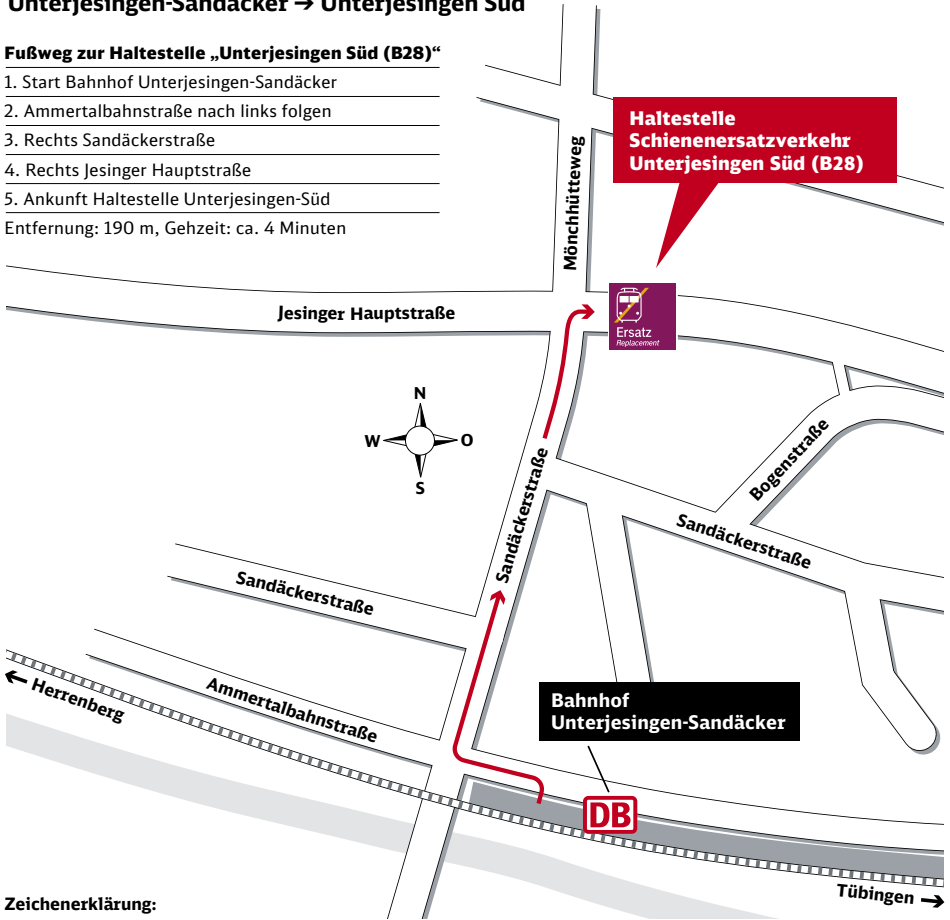 Unterjesingen-Sandäcker → Unterjesingen Süd
Fußweg zur Haltestelle „Unterjesingen Süd (B28)“
1. Start Bahnhof Unterjesingen-Sandäcker
2. Ammertalbahnstraße nach links folgen
3. Rechts Sandäckerstraße
4. Rechts Jesinger Hauptstraße
5. Ankunft Haltestelle Unterjesingen-Süd
Entfernung: 190 m, Gehzeit: ca. 4 Minuten
Haltestelle
Schienenersatzverkehr
Unterjesingen Süd (B28)
Mönchhütteweg
Ersatz
Replacement
Jesinger Hauptstraße
N
W
O
S
Bogenstraße
Sandäckerstraße
Sandäckerstraße
Sandäckerstraße
Ammertalbahnstraße
← Herrenberg
Bahnhof
Unterjesingen-Sandäcker
DB
Tübingen →
Zeichenerklärung: